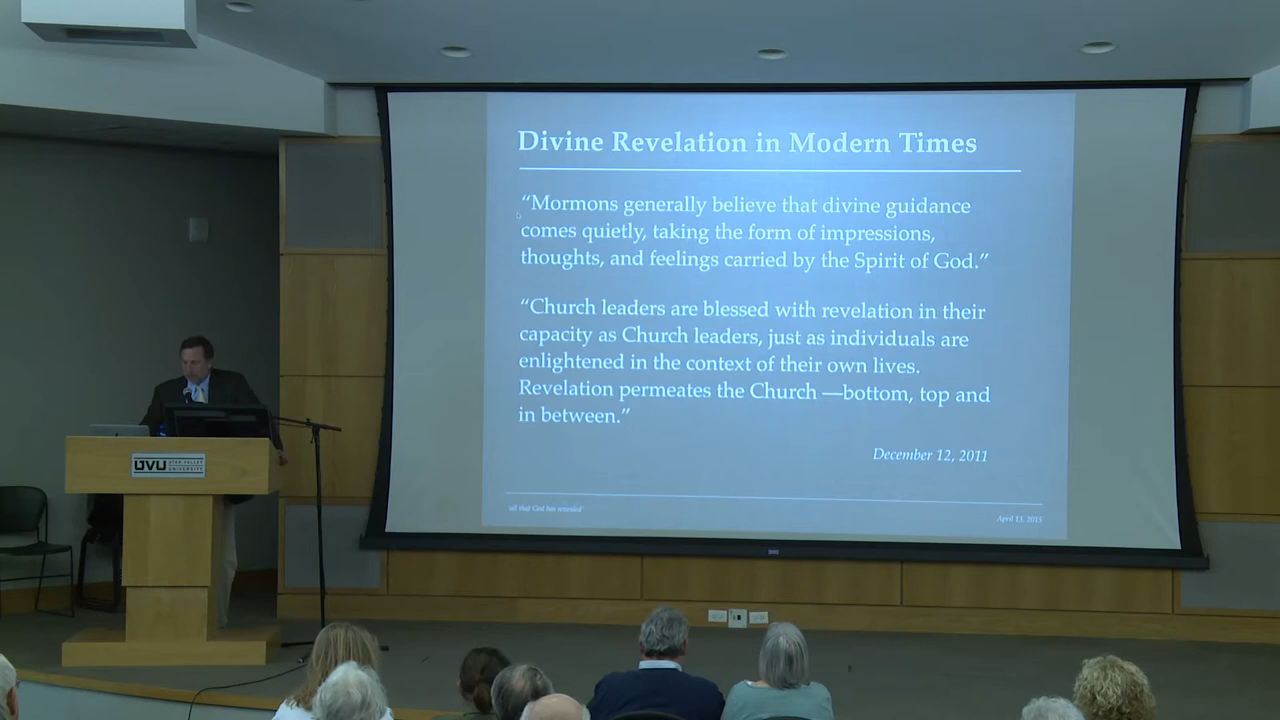 Divine Revelation in Modern Times
“Mormons generally believe that divine guidance
comes quietly, taking the form of impressions,
thoughts, and feelings carried by the Spirit of God.”
“Church leaders are blessed with revelation in their
capacity as Church leaders, just as individuals are
enlightened in the context of their own lives.
Revelation permeates the Church —bottom, top and
in between.”
December 12, 2011
'all that God has revealed'
April 13, 2015
UVU UTAH VALLEY
UNIVERSITY